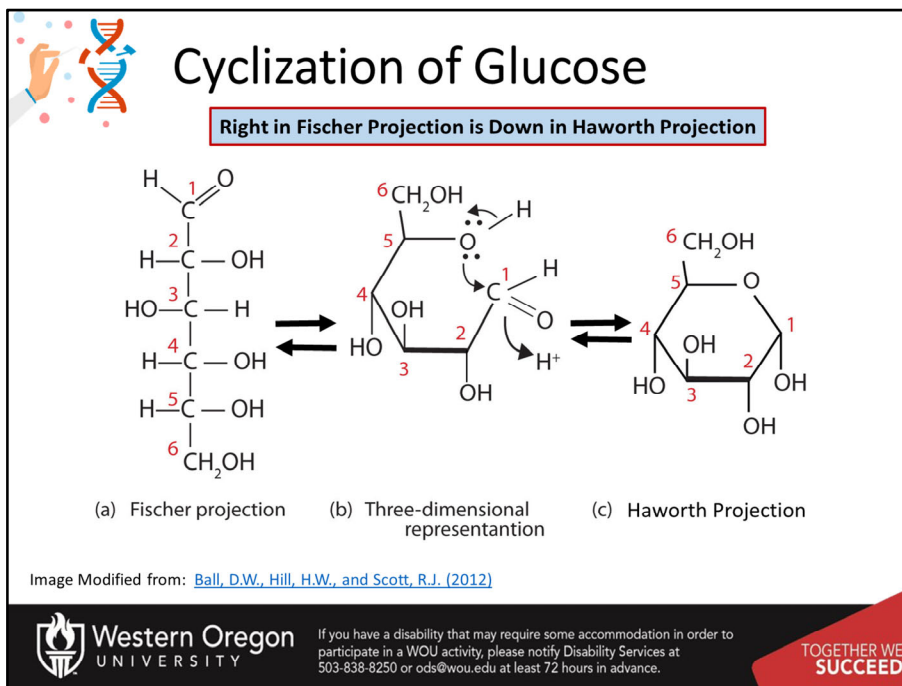 Cyclization of Glucose
Right in Fischer Projection is Down in Haworth Projection
H
O
1
C
2
H—C—OH
3
HO—C—H
4
H—C—OH
5
H—C—OH
6
CH₂OH
(a) Fischer projection
6 CH₂OH
H
5
O
1
H
C
4
OH
2
O
HO
3
H⁺
OH
(b) Three-dimensional
representantion
6 CH₂OH
5
O
4
1
OH
2
HO
3
OH
OH
(c) Haworth Projection
Image Modified from: Ball, D.W., Hill, H.W., and Scott, R.J. (2012)
Western Oregon
UNIVERSITY
If you have a disability that may require some accommodation in order to
participate in a WOU activity, please notify Disability Services at
503-838-8250 or ods@wou.edu at least 72 hours in advance.
TOGETHER WE
SUCCEED